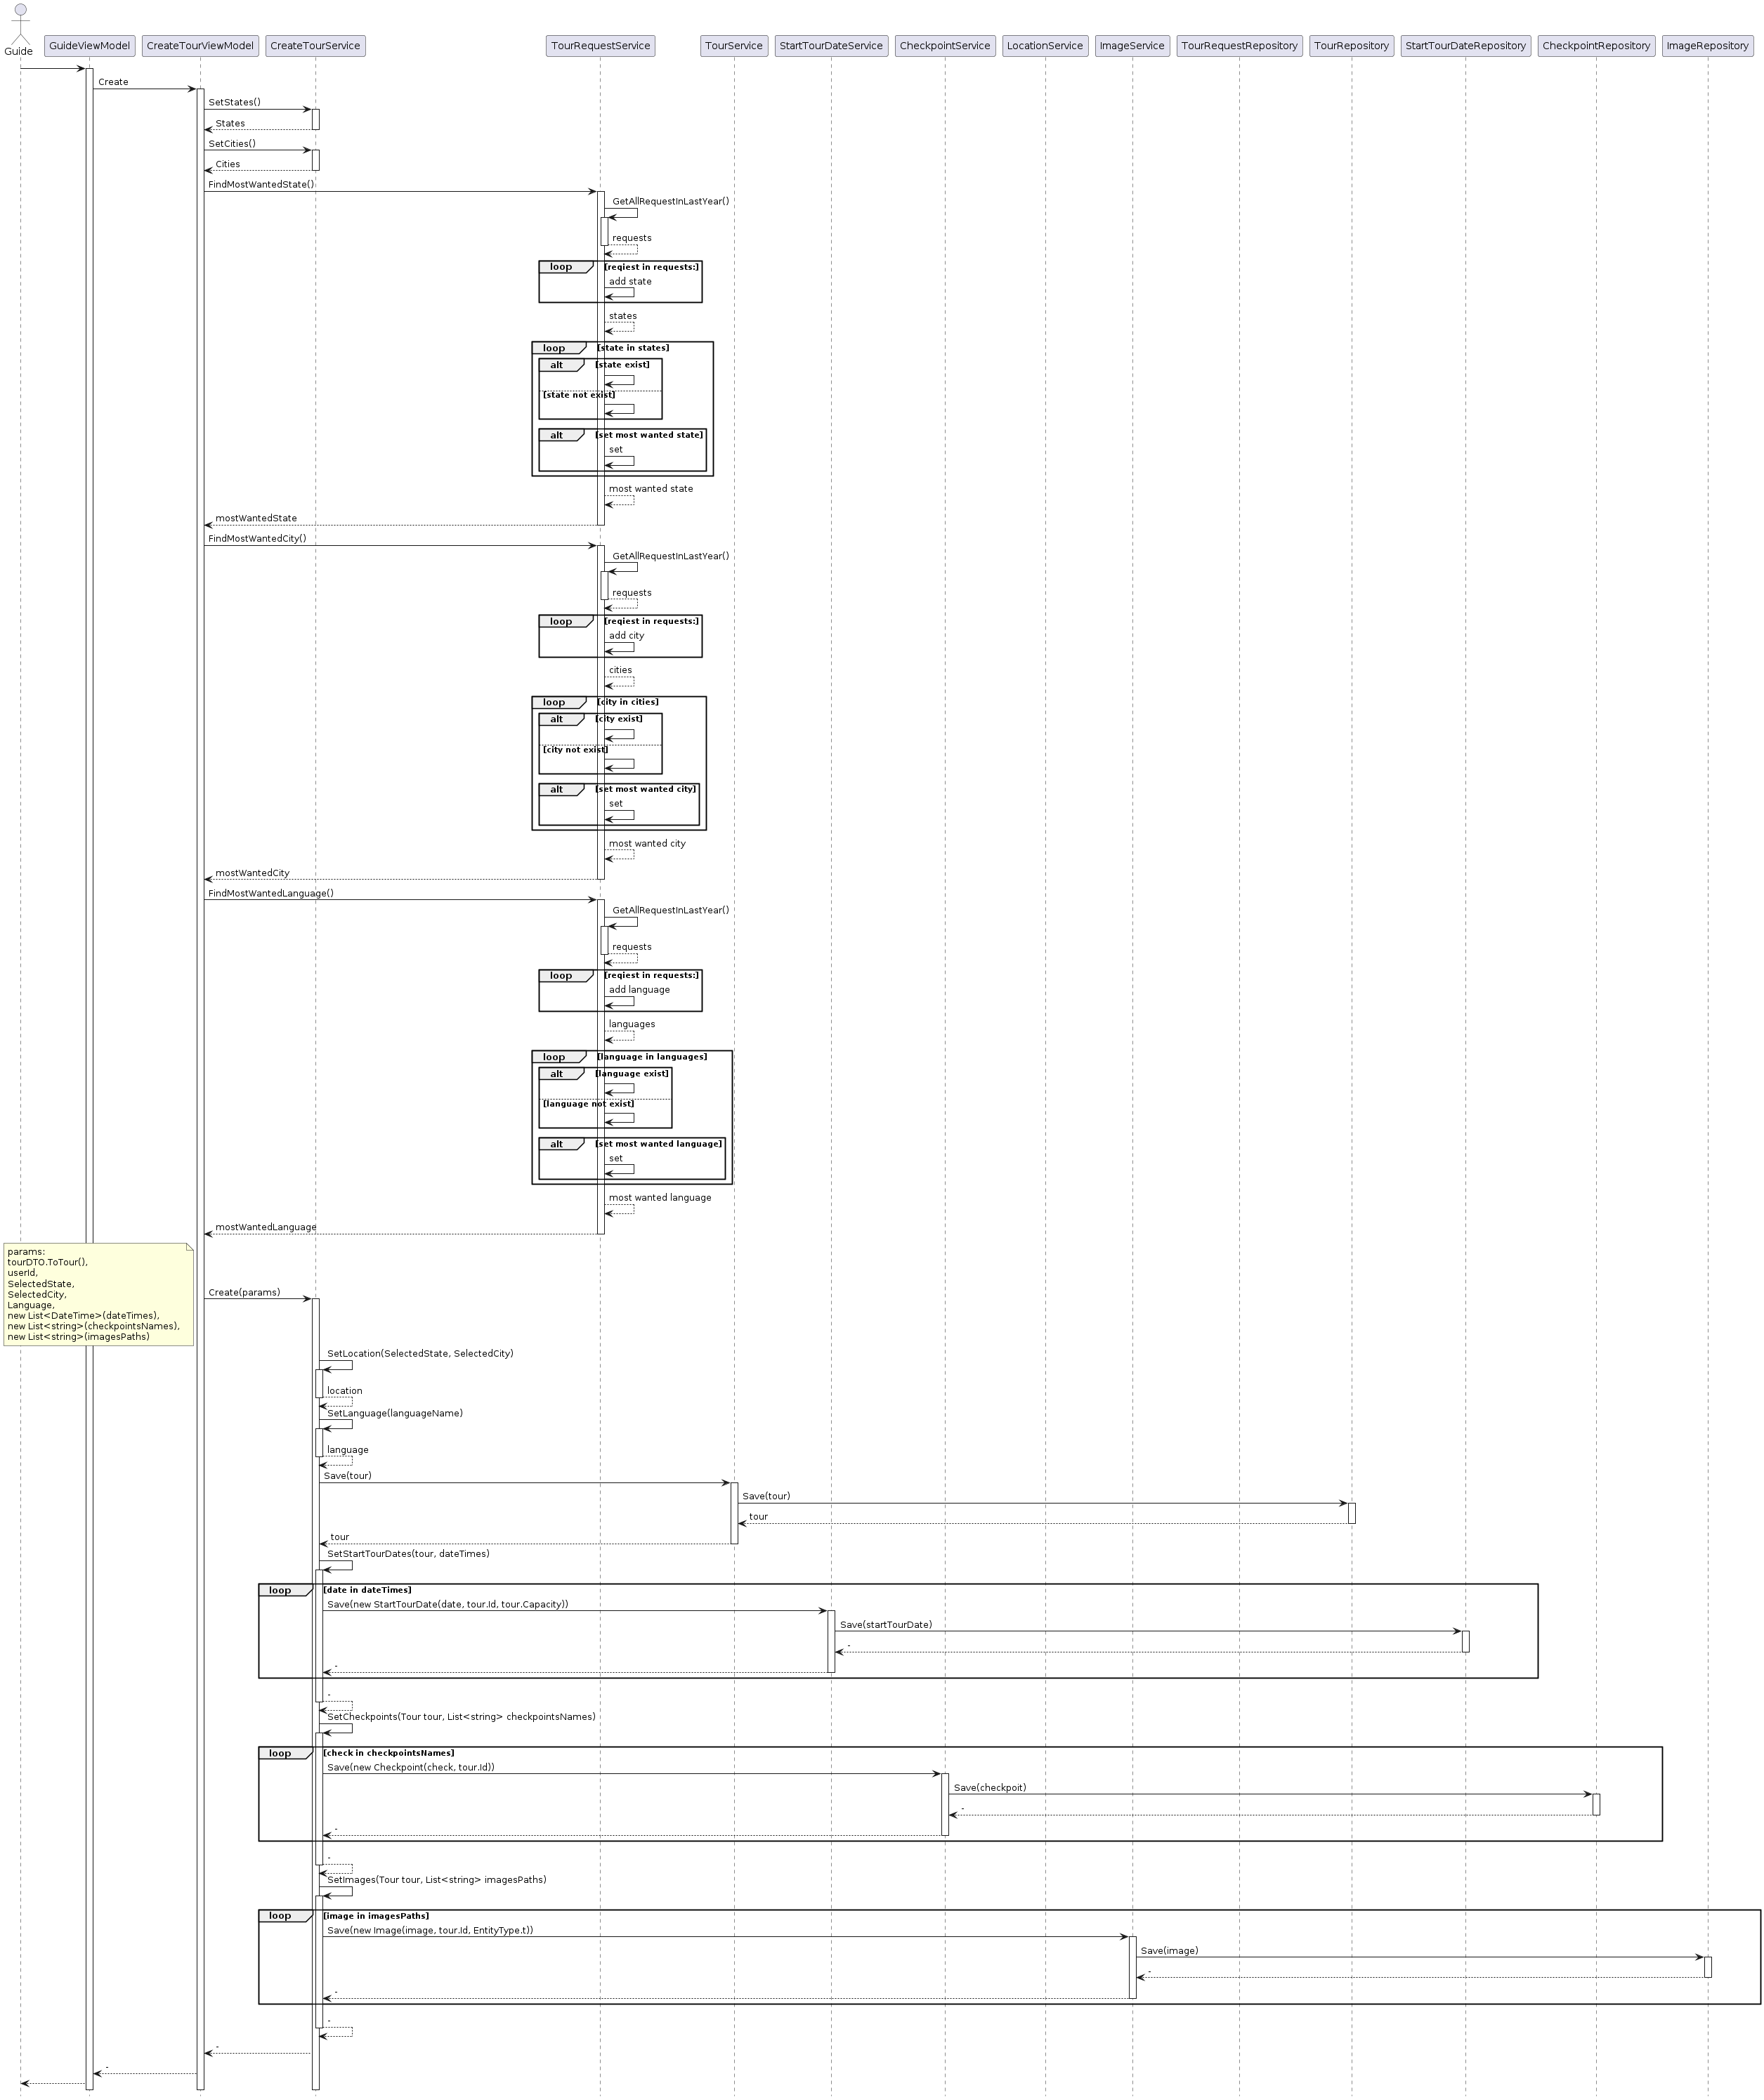 Guide
GuideViewModel
CreateTourViewModel
CreateTourService
TourRequestService
TourService
StartTourDateService
CheckpointService
LocationService
ImageService
TourRequestRepository
TourRepository
StartTourDateRepository
CheckpointRepository
ImageRepository
Create
SetStates()
States
SetCities()
Cities
FindMostWantedState()
GetAllRequestInLastYear()
requests
loop [reqiest in requests:]
add state
states
loop [state in states]
alt [state exist]
[state not exist]
alt [set most wanted state]
set
most wanted state
mostWantedState
FindMostWantedCity()
GetAllRequestInLastYear()
requests
loop [reqiest in requests:]
add city
cities
loop [city in cities]
alt [city exist]
[city not exist]
alt [set most wanted city]
set
most wanted city
mostWantedCity
FindMostWantedLanguage()
GetAllRequestInLastYear()
requests
loop [reqiest in requests:]
add language
languages
loop [language in languages]
alt [language exist]
[language not exist]
alt [set most wanted language]
set
most wanted language
mostWantedLanguage
params:
tourDTO.ToTour(),
userId,
SelectedState,
SelectedCity,
Language,
new List<DateTime>(dateTimes),
new List<string>(checkpointsNames),
new List<string>(imagesPaths)
Create(params)
SetLocation(SelectedState, SelectedCity)
location
SetLanguage(languageName)
language
Save(tour)
Save(tour)
tour
tour
SetStartTourDates(tour, dateTimes)
loop [date in dateTimes]
Save(new StartTourDate(date, tour.Id, tour.Capacity))
Save(startTourDate)
-
-
-
SetCheckpoints(Tour tour, List<string> checkpointsNames)
loop [check in checkpointsNames]
Save(new Checkpoint(check, tour.Id))
Save(checkpoit)
-
-
-
SetImages(Tour tour, List<string> imagesPaths)
loop [image in imagesPaths]
Save(new Image(image, tour.Id, EntityType.t))
Save(image)
-
-
-
-
-